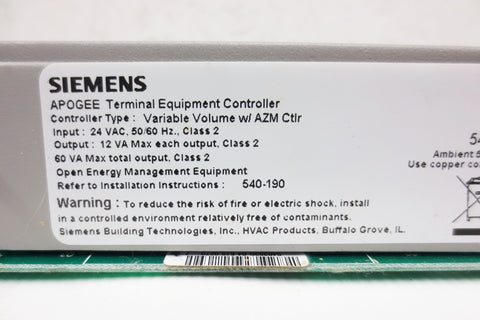 SIEMENS
APOGEE Terminal Equipment Controller
Controller Type : Variable Volume w/ AZM Ctlr
Input : 24 VAC, 50/60 Hz., Class 2
Output : 12 VA Max each output, Class 2
60 VA Max total output, Class 2
Open Energy Management Equipment
Refer to Installation Instructions : 540-190
Warning : To reduce the risk of fire or electric shock, install
in a controlled environment relatively free of contaminants.
Siemens Building Technologies, Inc., HVAC Products, Buffalo Grove, IL.
54
Ambient 5
Use copper con